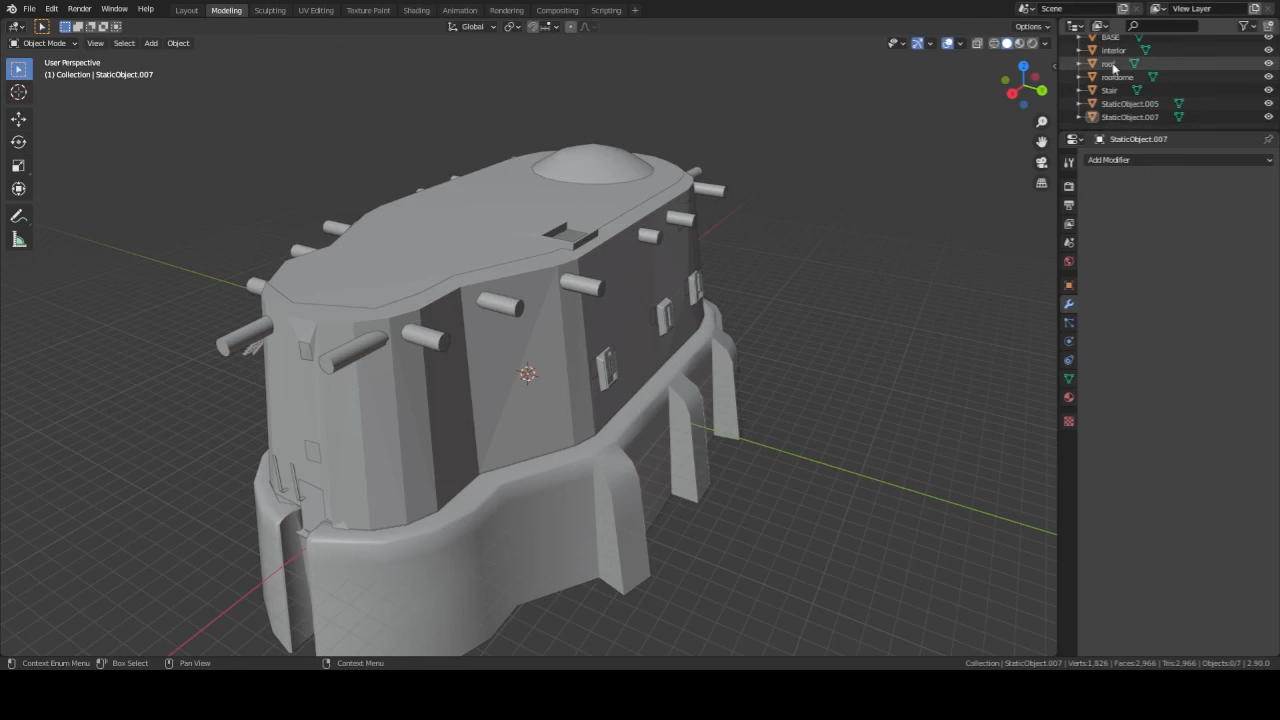 File Edit Render Window Help Layout Modeling Sculpting UV Editing Texture Paint Shading Animation Rendering Compositing Scripting + Scene View Layer
Global Options
Object Mode View Select Add Object
User Perspective
(1) Collection | StaticObject.007
X Y Z
BASE
interior
roof
roofdome
Stair
StaticObject.005
StaticObject.007
StaticObject.007
Add Modifier
Context Enum Menu Box Select Pan View Context Menu Collection | StaticObject.007 | Verts:1,826 | Faces:2,966 | Tris:2,966 | Objects:0/7 | 2.90.0